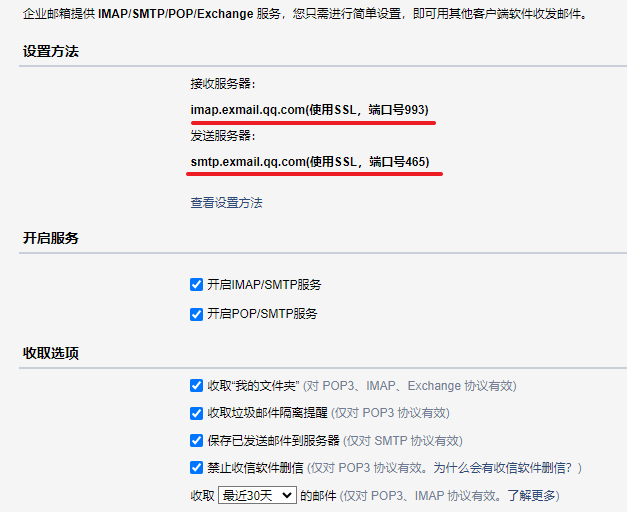 企业邮箱提供 IMAP/SMTP/POP/Exchange 服务，您只需进行简单设置，即可用其他客户端软件收发邮件。
设置方法
接收服务器：
imap.exmail.qq.com(使用SSL，端口号993)
发送服务器：
smtp.exmail.qq.com(使用SSL，端口号465)
查看设置方法
开启服务
开启IMAP/SMTP服务
开启POP/SMTP服务
收取选项
收取“我的文件夹” (对 POP3、IMAP、Exchange 协议有效)
收取垃圾邮件隔离提醒 (仅对 POP3 协议有效)
保存已发送邮件到服务器 (仅对 SMTP 协议有效)
禁止收信软件删信 (仅对 POP3 协议有效。为什么会有收信软件删信？)
收取 最近30天 的邮件 (仅对 POP3、IMAP 协议有效。了解更多)